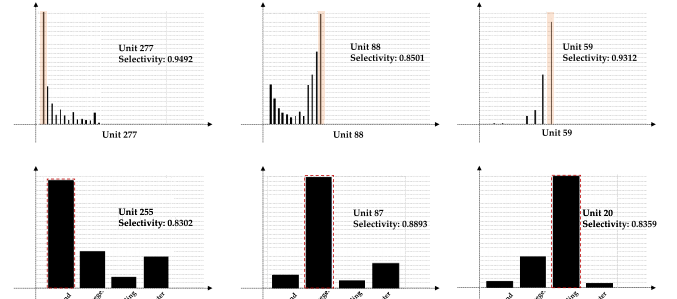 Unit 277
Selectivity: 0.9492
Unit 277
Unit 88
Selectivity: 0.8501
Unit 88
Unit 59
Selectivity: 0.9312
Unit 59
Unit 255
Selectivity: 0.8302
Unit 87
Selectivity: 0.8893
Unit 20
Selectivity: 0.8359